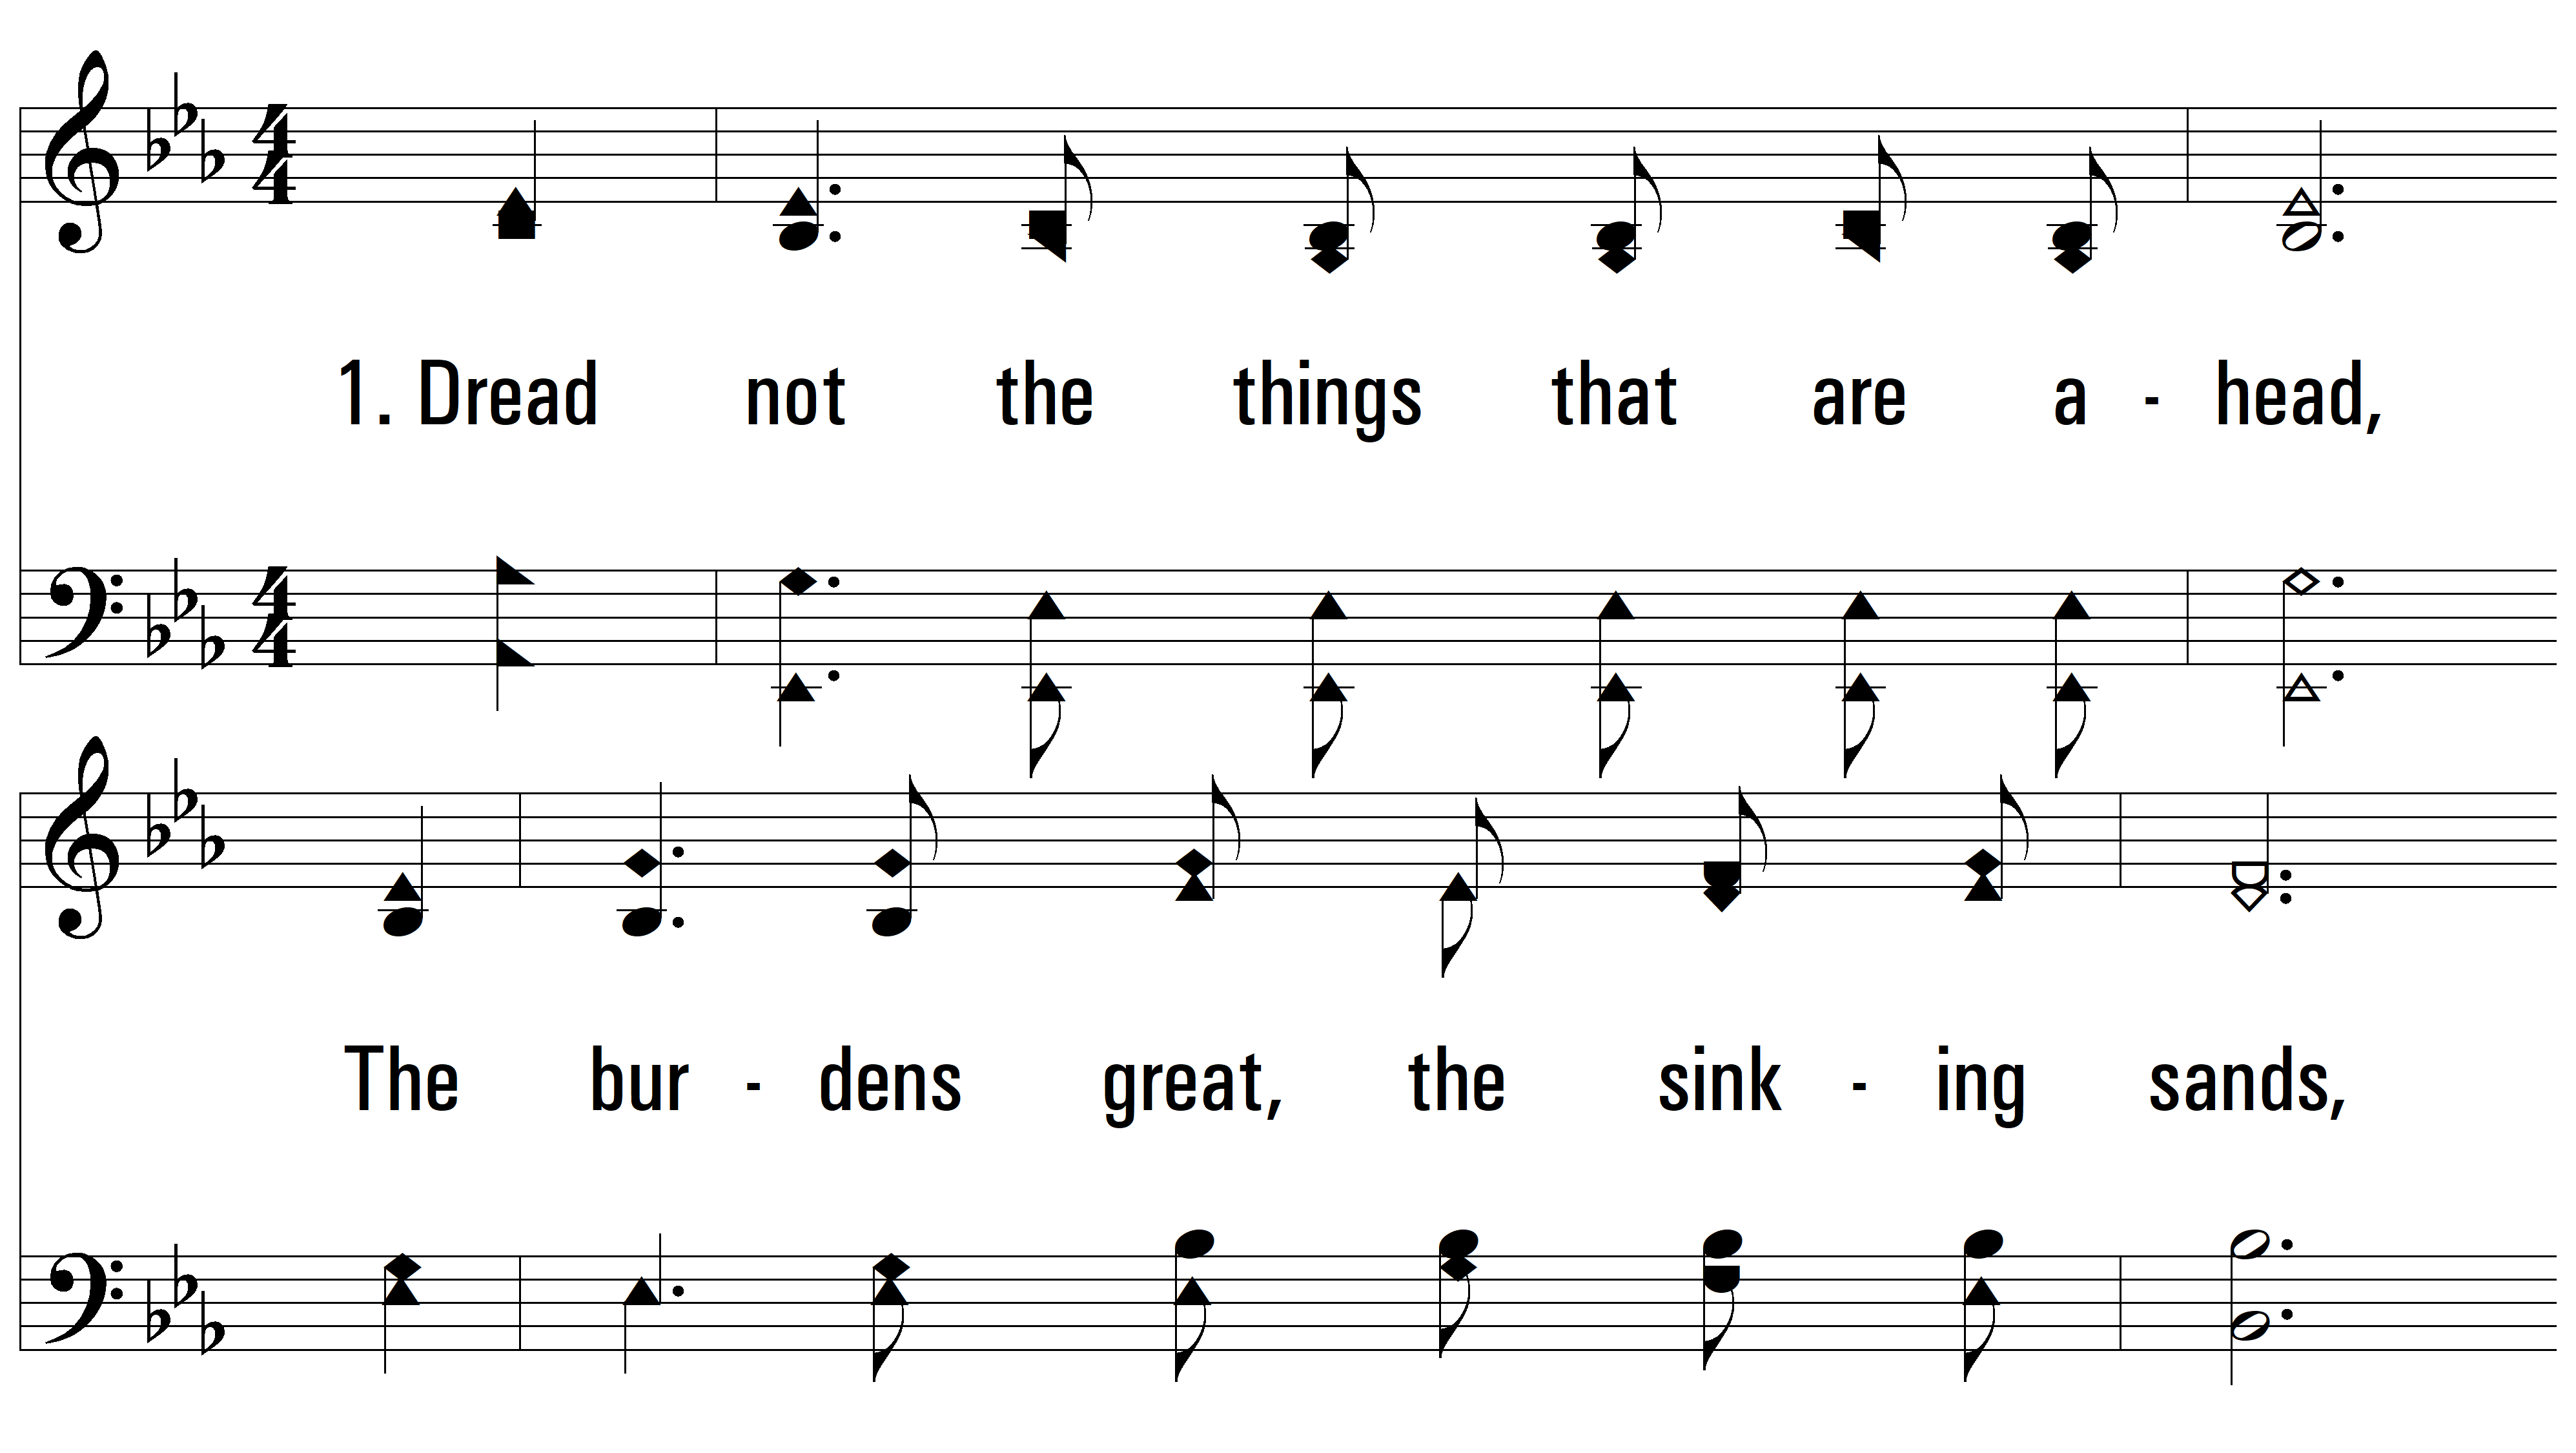 1. Dread not the things that are a - head,
The bur - dens great, the sink - ing sands,